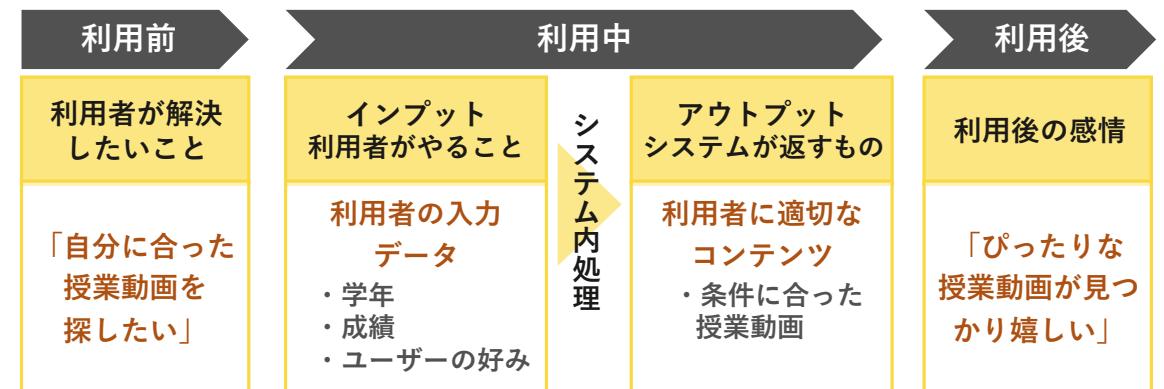 利用前
利用中
利用後
利用者が解決
したいこと
「自分に合った
授業動画を
探したい」
インプット
利用者がやること
利用者の入力
データ
・学年
・成績
・ユーザーの好み
システム内処理
アウトプット
システムが返すもの
利用者に適切な
コンテンツ
・条件に合った
授業動画
利用後の感情
「ぴったりな
授業動画が見つ
かり嬉しい」